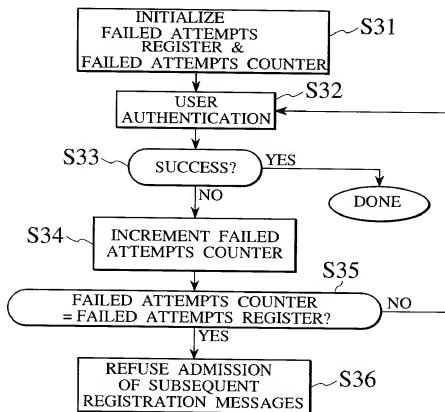 INITIALIZE
FAILED ATTEMPTS
REGISTER &
FAILED ATTEMPTS COUNTER
S31
USER
AUTHENTICATION
S32
S33
SUCCESS?
YES
NO
DONE
S34
INCREMENT FAILED
ATTEMPTS COUNTER
S35
FAILED ATTEMPTS COUNTER
=FAILED ATTEMPTS REGISTER?
NO
YES
REFUSE ADMISSION
OF SUBSEQUENT
REGISTRATION MESSAGES
S36